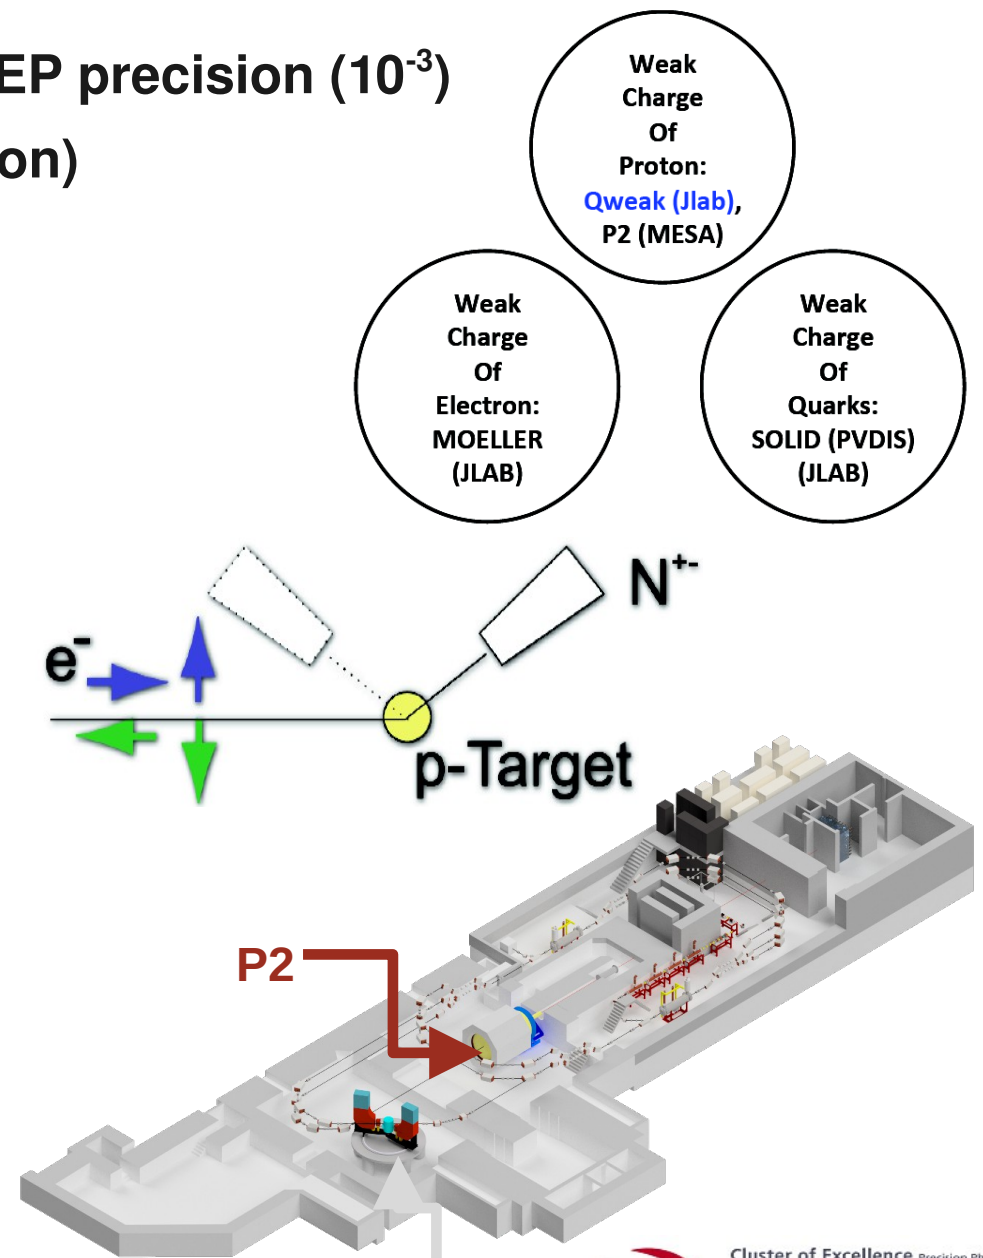 EP precision (10⁻³)
on)
Weak
Charge
Of
Proton:
Qweak (Jlab),
P2 (MESA)
Weak
Charge
Of
Electron:
MOELLER
(JLAB)
Weak
Charge
Of
Quarks:
SOLID (PVDIS)
(JLAB)
N⁺⁻
e⁻
p-Target
P2
Cluster of Excellence